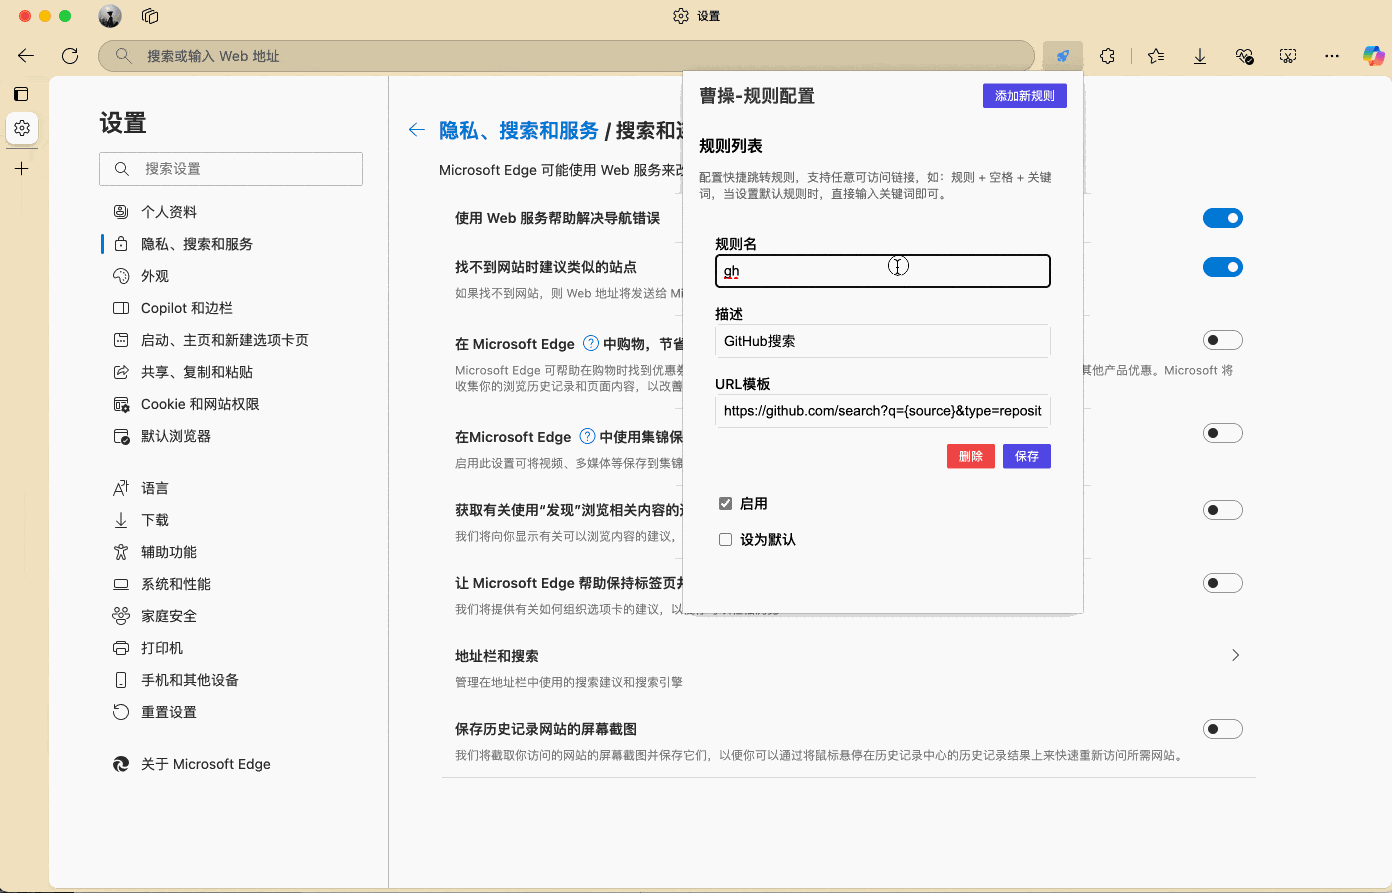 设置
搜索或输入 Web 地址
设置
搜索设置
个人资料
隐私、搜索和服务
外观
Copilot 和边栏
启动、主页和新建选项卡页
共享、复制和粘贴
Cookie 和网站权限
默认浏览器
语言
下载
辅助功能
系统和性能
家庭安全
打印机
手机和其他设备
重置设置
关于 Microsoft Edge
隐私、搜索和服务 / 搜索和
Microsoft Edge 可能使用 Web 服务来改
使用 Web 服务帮助解决导航错误
找不到网站时建议类似的站点
如果找不到网站，则 Web 地址将发送给 Mi
在 Microsoft Edge ? 中购物，节省
Microsoft Edge 可帮助在购物时找到优惠券
其他产品优惠。Microsoft 将
收集你的浏览历史记录和页面内容，以改善
在Microsoft Edge ? 中使用集锦保
启用此设置可将视频、多媒体等保存到集锦
获取有关使用“发现”浏览相关内容的
我们将向你显示有关可以浏览内容的建议，
让 Microsoft Edge 帮助保持标签页
我们将提供有关如何组织选项卡的建议，以
地址栏和搜索
管理在地址栏中使用的搜索建议和搜索引擎
保存历史记录网站的屏幕截图
我们将截取你访问的网站的屏幕截图并保存它们，以便你可以通过将鼠标悬停在历史记录中心的历史记录结果上来快速重新访问所需网站。
曹操-规则配置
添加新规则
规则列表
配置快捷跳转规则，支持任意可访问链接，如：规则 + 空格 + 关键
词，当设置默认规则时，直接输入关键词即可。
规则名
gh
描述
GitHub搜索
URL模板
https://github.com/search?q={source}&type=reposit
删除
保存
启用
设为默认